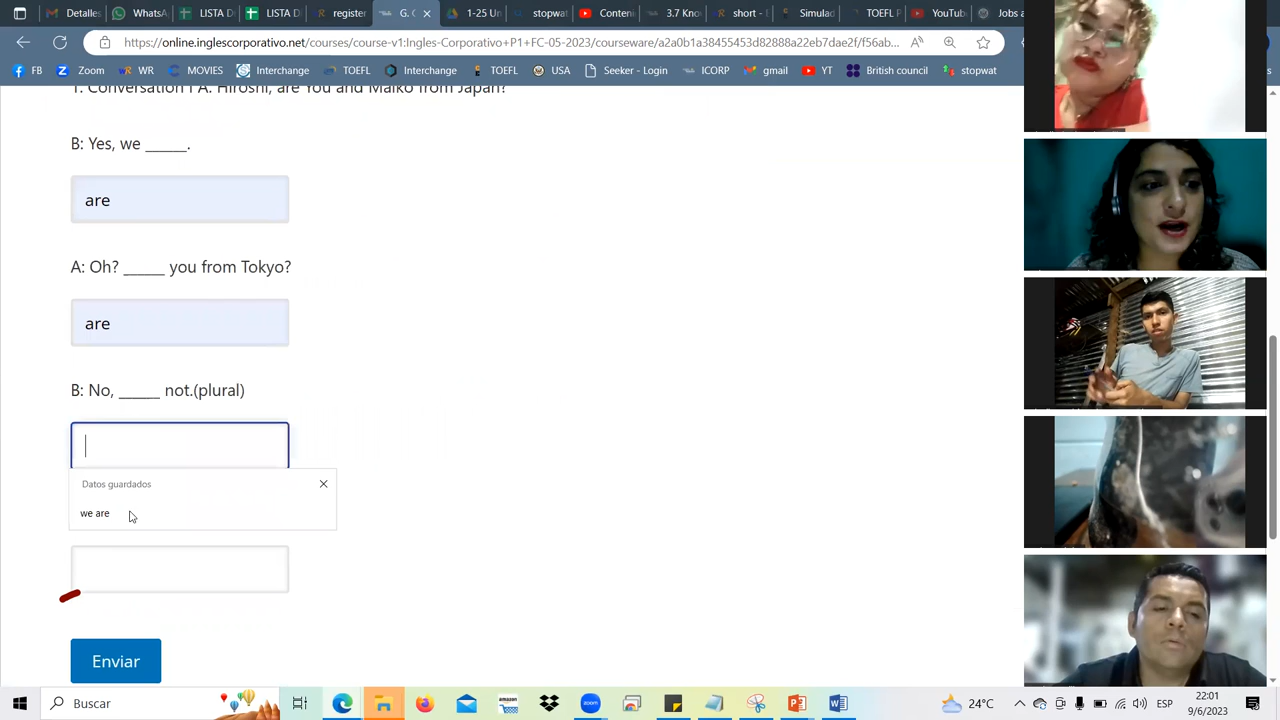 Detalles
WhatsA
LISTA D
LISTA D
register
G. C
1-25 Un
stopwat
Conten
3.7 Kno
short - L
Simulad
TOEFL P
YouTub
Jobs a
https://online.inglescorporativo.net/courses/course-v1:Ingles-Corporativo+P1+FC-05-2023/courseware/a2a0b1a38455453d82888a22eb7dae2f/f56ab...
FB
Zoom
WR
MOVIES
Interchange
TOEFL
Interchange
TOEFL
USA
Seeker - Login
ICORP
gmail
YT
British council
stopwat
1. Conversation 1 A: Hiroshi, are You and Maiko from Japan?
B: Yes, we _____.
are
A: Oh? _____ you from Tokyo?
are
B: No, _____ not.(plural)
Datos guardados
we are
Enviar
Buscar
24°C
ESP
22:01
9/6/2023